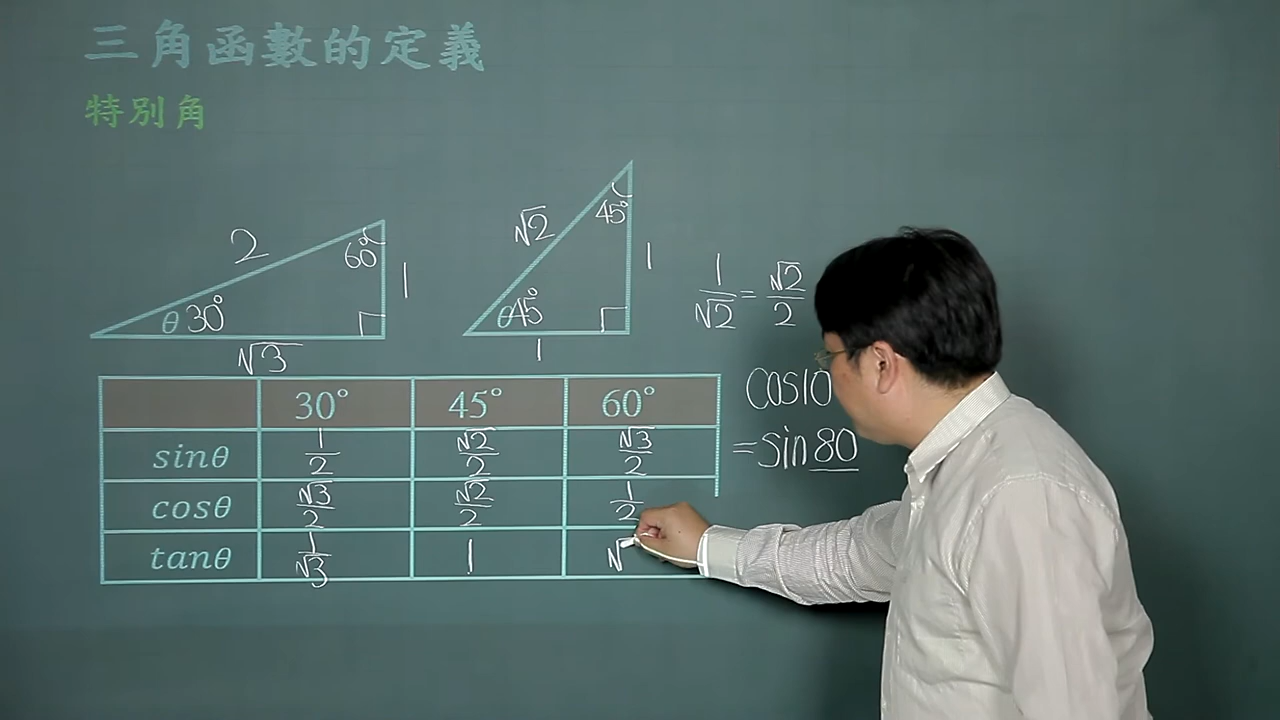 三角函數的定義
特別角
2
60°
1
θ 30°
√3
√2
45°
1
θ45°
1
1/√2 = √2/2
cos10
=sin80
30° 45° 60°
sinθ 1/2 √2/2 √3/2
cosθ √3/2 √2/2 1/2
tanθ 1/√3 1 √